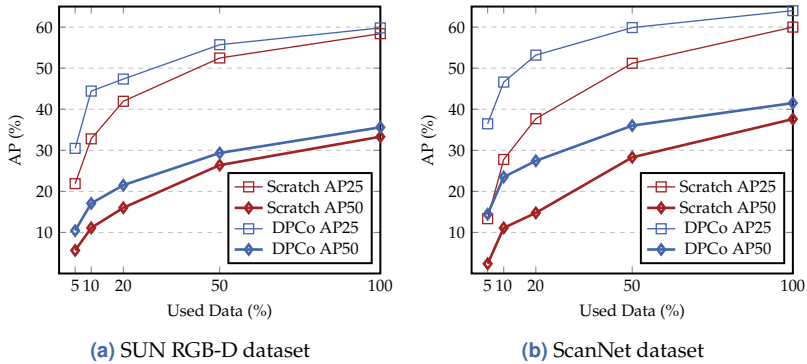 60
50
40
30
20
10
AP (%)
5 10 20 50 100
Used Data (%)
Scratch AP25
Scratch AP50
DPCo AP25
DPCo AP50
(a) SUN RGB-D dataset
60
50
40
30
20
10
AP (%)
5 10 20 50 100
Used Data (%)
Scratch AP25
Scratch AP50
DPCo AP25
DPCo AP50
(b) ScanNet dataset